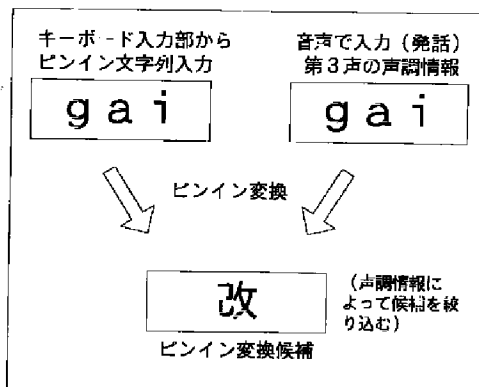 キーボード入力部から
ピンイン文字列入力
gai
音声で入力（発話）
第３声の声調情報
gai
ピンイン変換
改
（声調情報に
よって候補を絞
り込む）
ピンイン変換候補